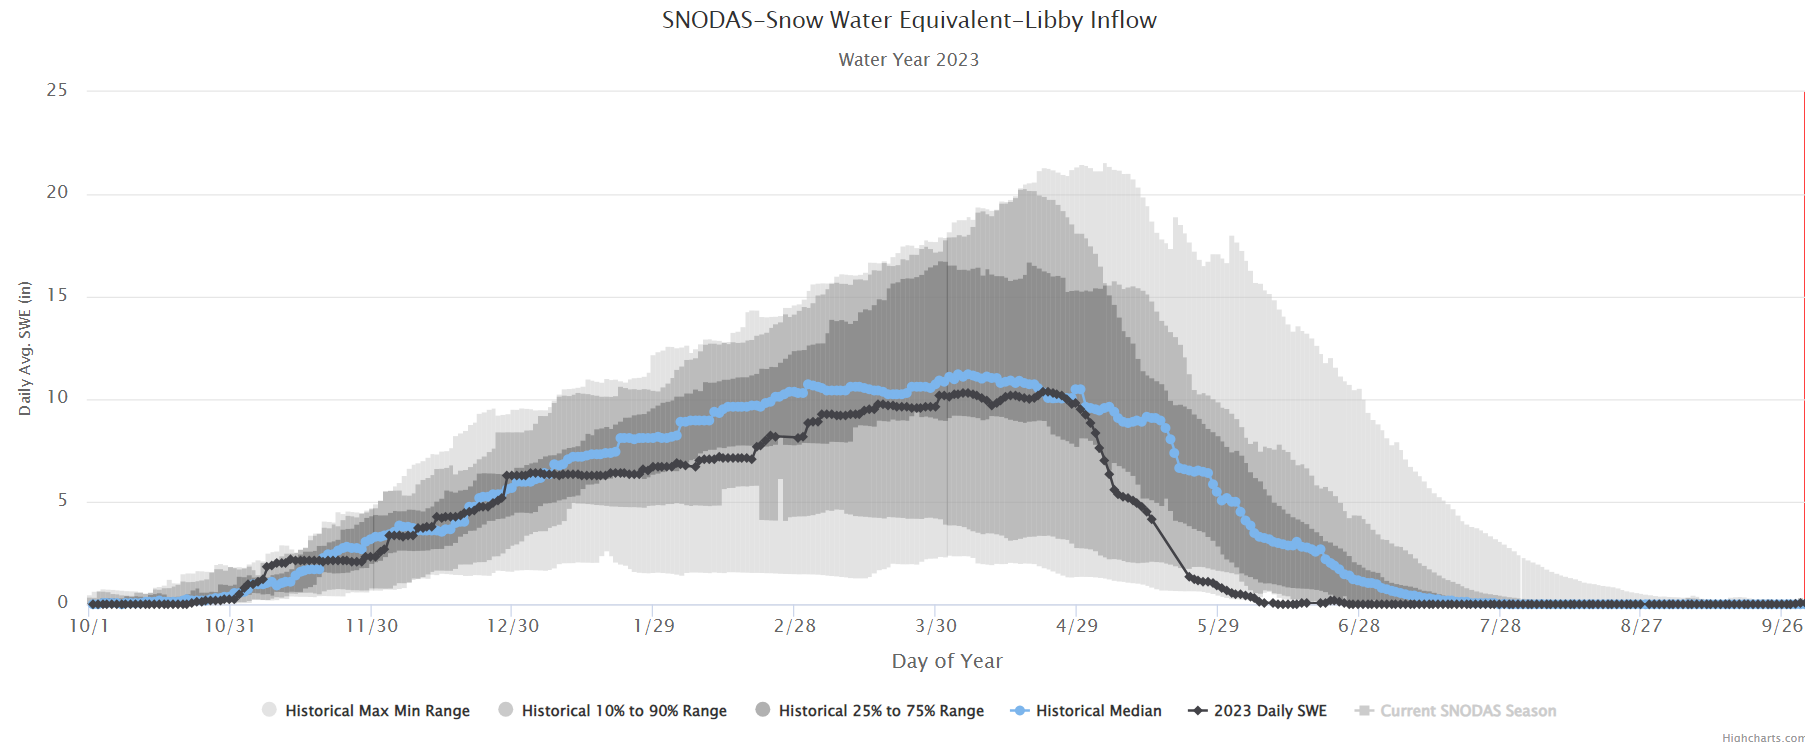 SNODAS-Snow Water Equivalent-Libby Inflow
Water Year 2023
Daily Avg. SWE (in)
25
20
15
10
5
0
10/1 10/31 11/30 12/30 1/29 2/28 3/30 4/29 5/29 6/28 7/28 8/27 9/26
Day of Year
Historical Max Min Range Historical 10% to 90% Range Historical 25% to 75% Range Historical Median 2023 Daily SWE Current SNODAS Season
Highcharts.com